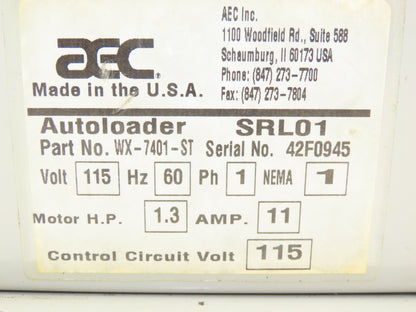 AEC Inc.
1100 Woodfield Rd., Suite 588
Schaumburg, Il 60173 USA
Phone: (847) 273-7700
Fax: (847) 273-7804
aec.
Made in the U.S.A.
Autoloader SRL01
Part No. WX-7401-ST Serial No. 42F0945
Volt 115 Hz 60 Ph 1 NEMA 1
Motor H.P. 1.3 AMP. 11
Control Circuit Volt 115